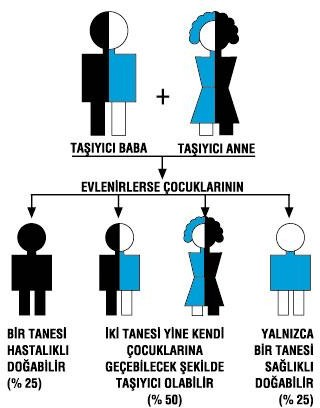 +
TAŞIYICI BABA
TAŞIYICI ANNE
EVLENİRLERSE ÇOCUKLARININ
BİR TANESİ
HASTALIKLI
DOĞABİLİR
(% 25)
İKİ TANESİ YİNE KENDİ
ÇOCUKLARINA
GEÇEBİLECEK ŞEKİLDE
TAŞIYICI OLABİLİR
(% 50)
YALNIZCA
BİR TANESİ
SAĞLIKLI
DOĞABİLİR
(% 25)